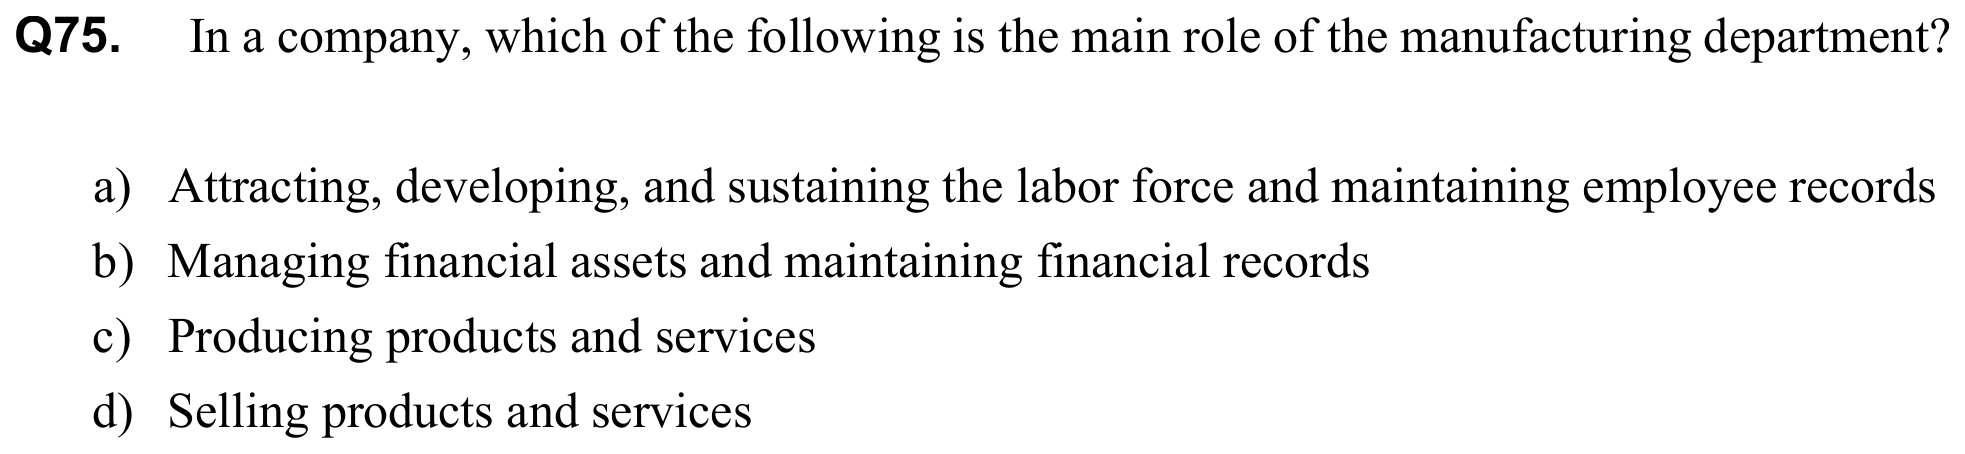 Q75. In a company, which of the following is the main role of the manufacturing department?
a) Attracting, developing, and sustaining the labor force and maintaining employee records
b) Managing financial assets and maintaining financial records
c) Producing products and services
d) Selling products and services